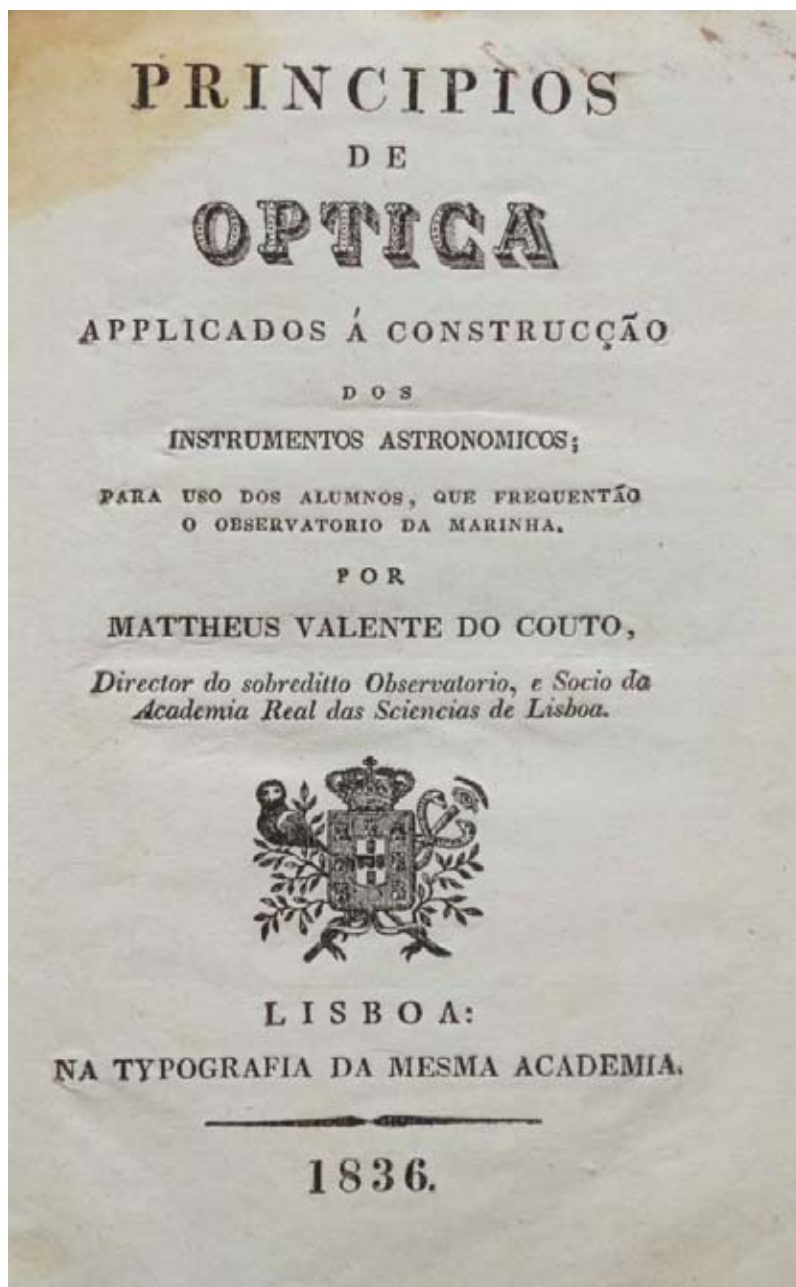 PRINCIPIOS
DE
OPTICA
APPLICADOS Á CONSTRUCÇÃO
DOS
INSTRUMENTOS ASTRONOMICOS;
PARA USO DOS ALUMNOS, QUE FREQUENTÃO
O OBSERVATORIO DA MARINHA.
POR
MATTHEUS VALENTE DO COUTO,
Director do sobreditto Observatorio, e Socio da
Academia Real das Sciencias de Lisboa.
LISBOA:
NA TYPOGRAFIA DA MESMA ACADEMIA.
1836.